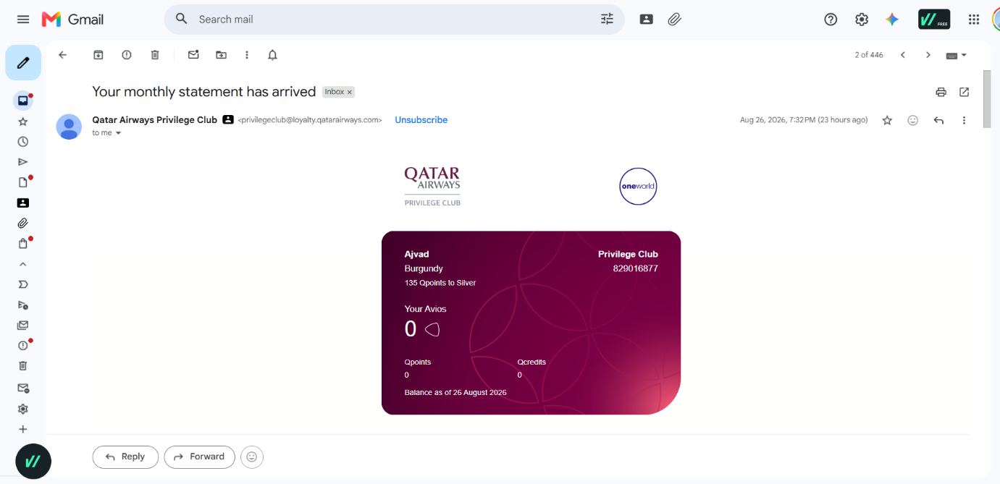 Gmail
Search mail
FREE
2 of 446
Your monthly statement has arrived
Inbox ×
Qatar Airways Privilege Club <privilegeclub@loyalty.qatarairways.com> Unsubscribe
Aug 26, 2026, 7:32 PM (23 hours ago)
to me
QATAR
AIRWAYS
PRIVILEGE CLUB
oneworld
Ajvad
Privilege Club
Burgundy
829016877
135 Qpoints to Silver
Your Avios
0
Qpoints
Qcredits
0
0
Balance as of 26 August 2026
Reply
Forward